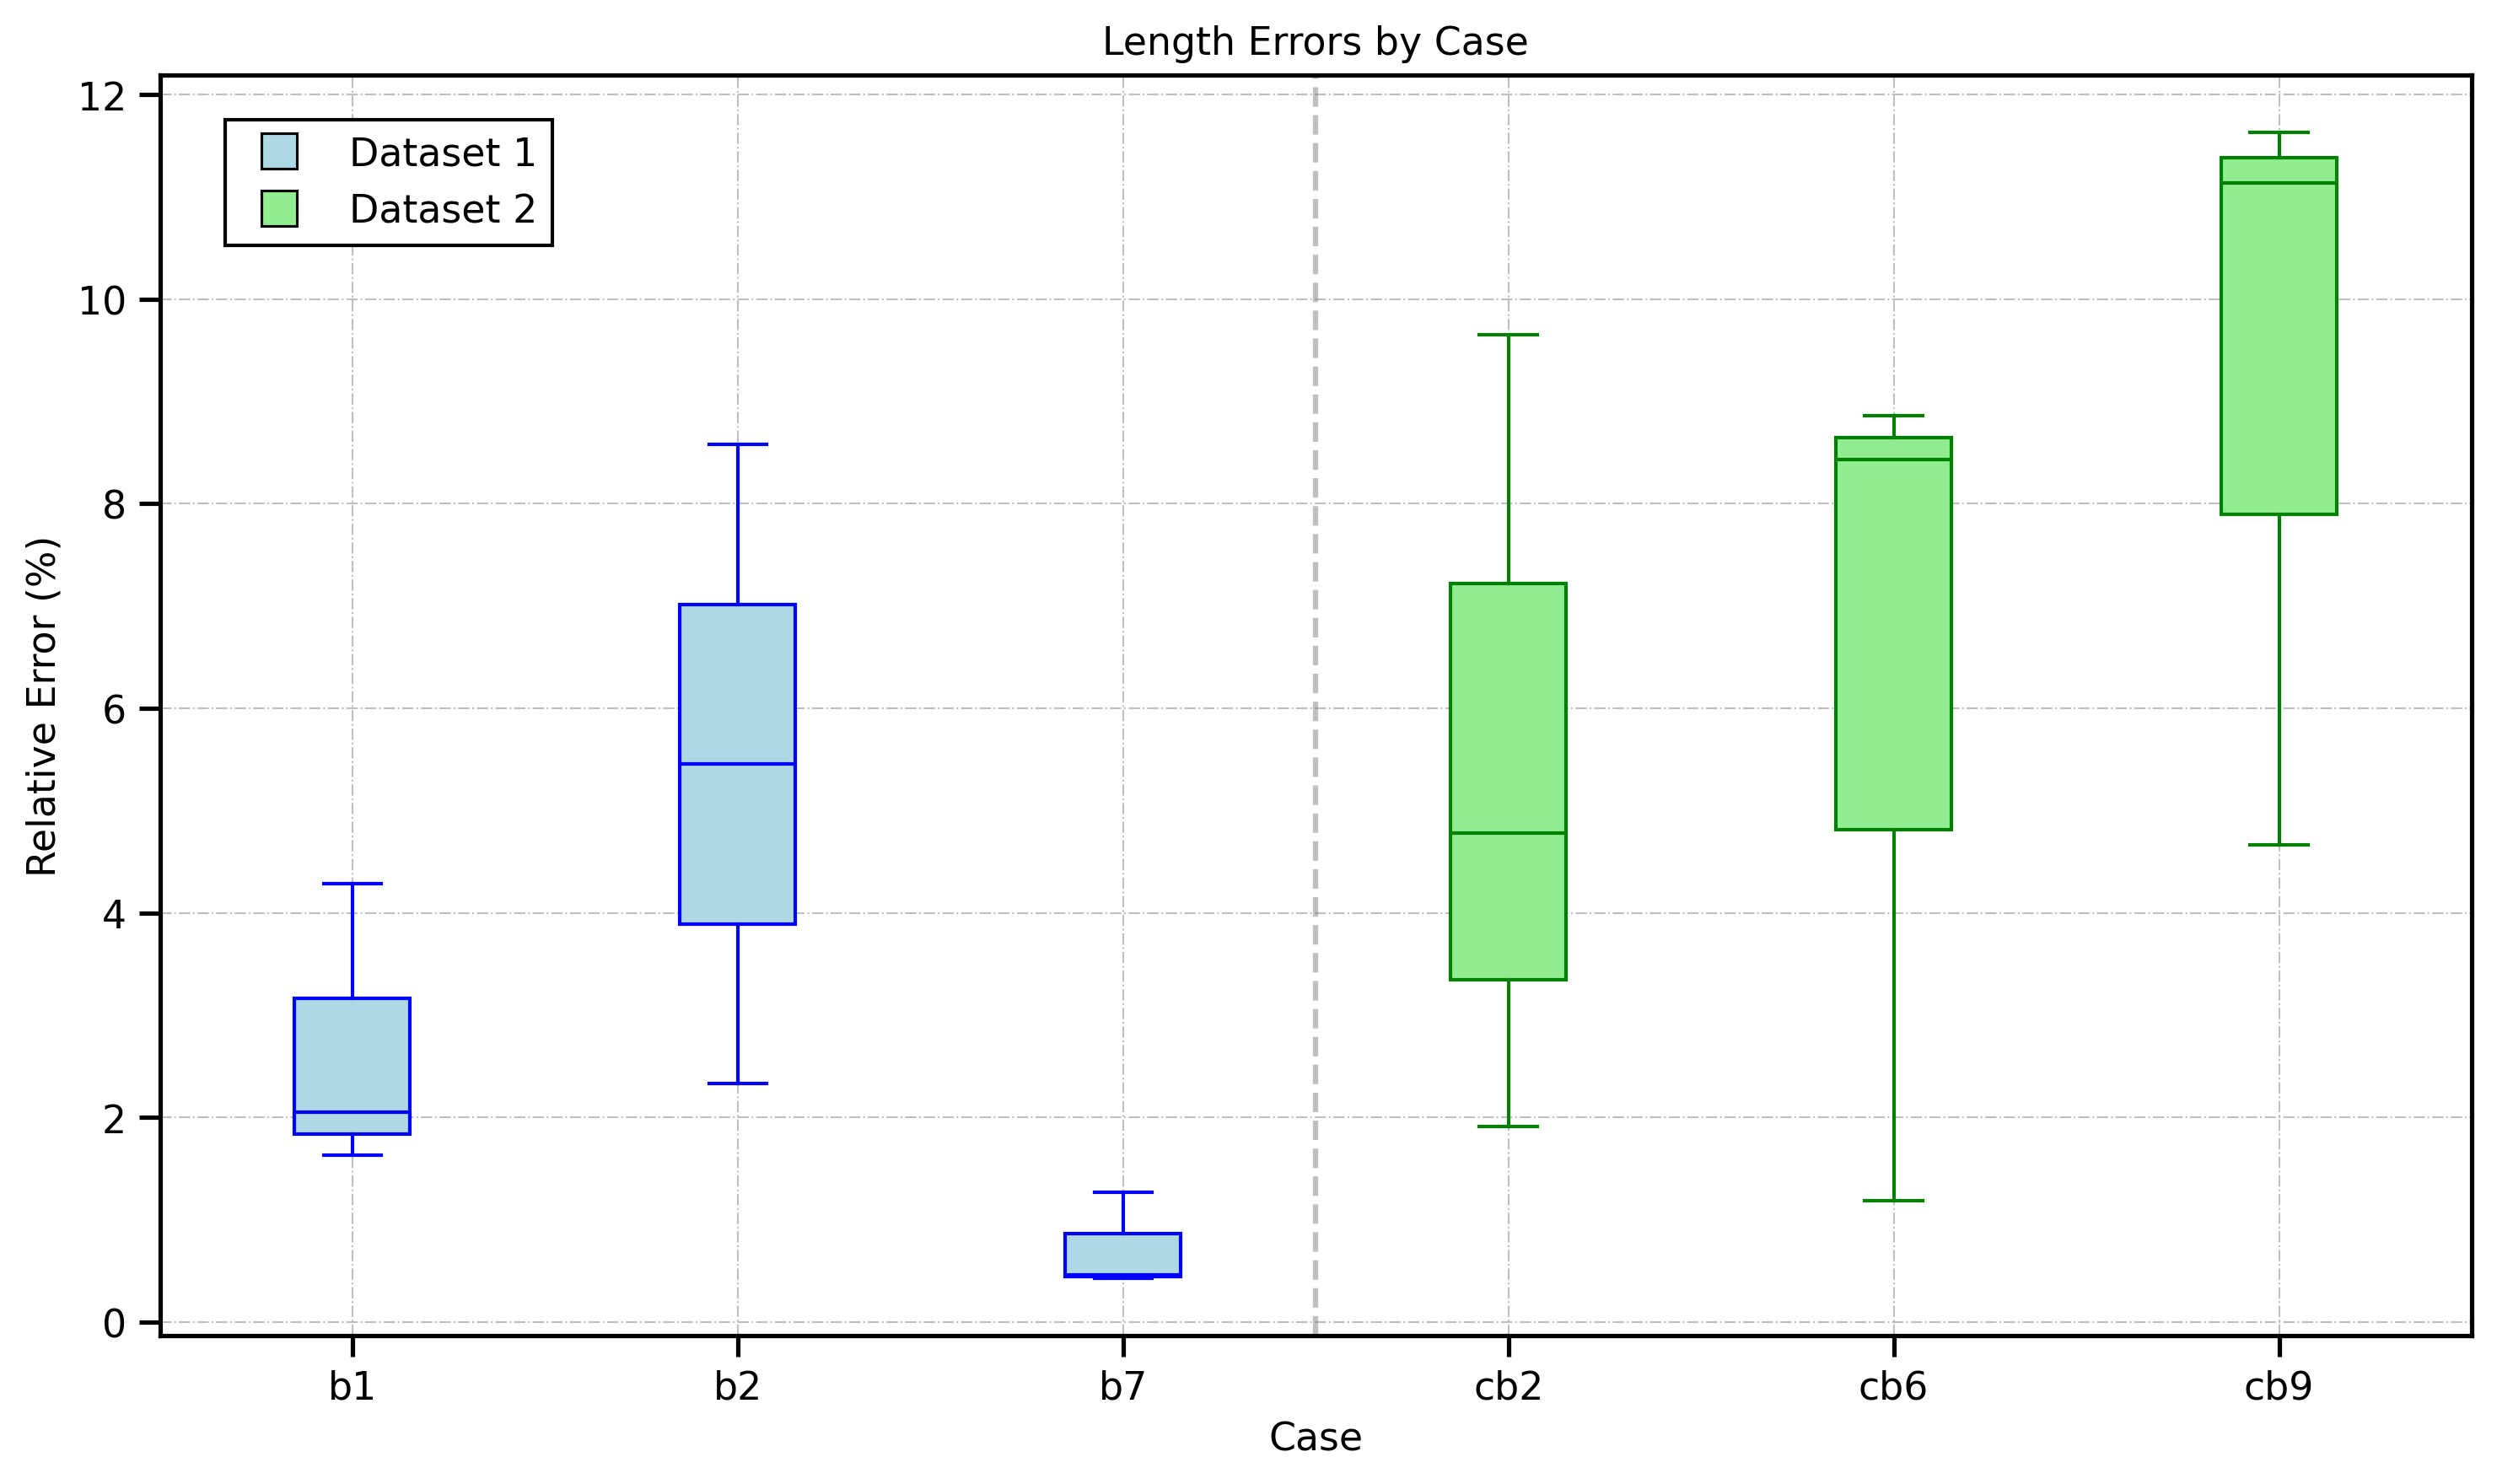 Length Errors by Case
Dataset 1
Dataset 2
Relative Error (%)
12
10
8
6
4
2
0
b1 b2 b7 cb2 cb6 cb9
Case